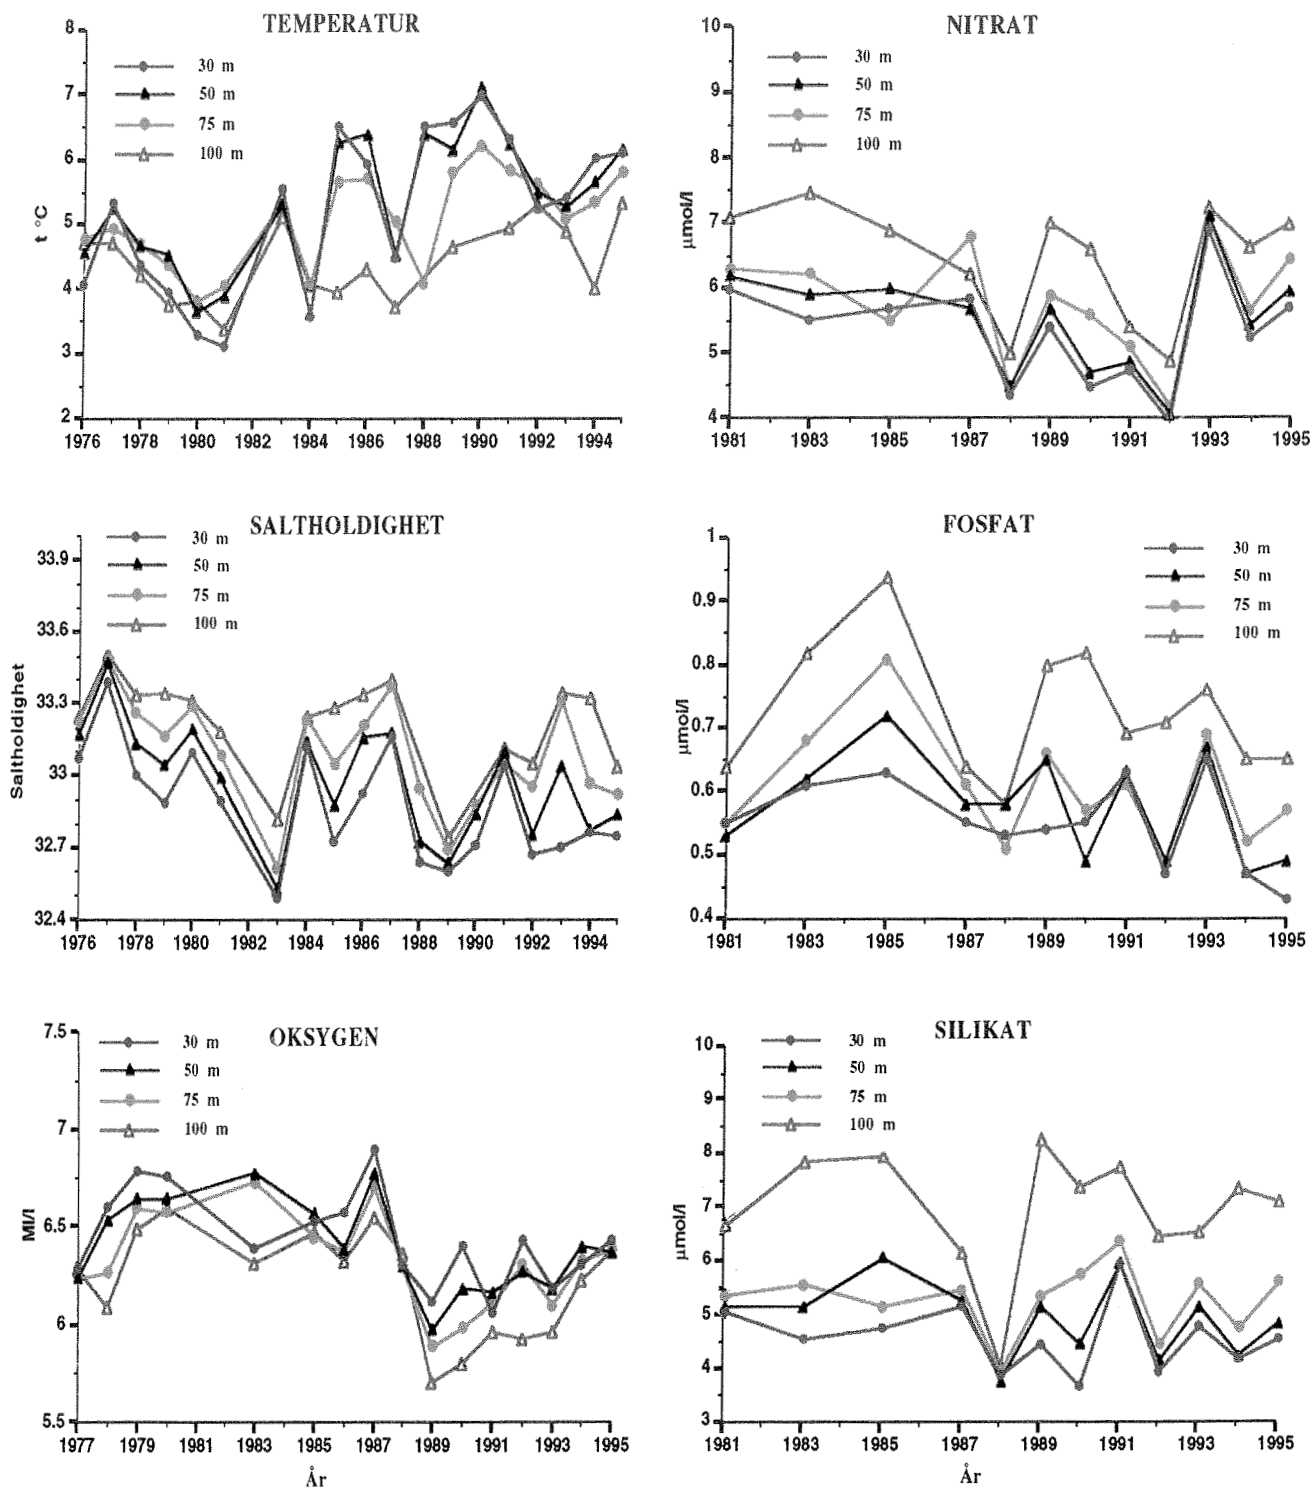 TEMPERATUR
8
7
6
5
4
3
2
t °C
30 m
50 m
75 m
100 m
1976 1978 1980 1982 1984 1986 1988 1990 1992 1994
NITRAT
10
9
8
7
6
5
4
µmol/l
30 m
50 m
75 m
100 m
1981 1983 1985 1987 1989 1991 1993 1995
SALTHOLDIGHET
33.9
33.6
33.3
33
32.7
32.4
Saltholdighet
30 m
50 m
75 m
100 m
1976 1978 1980 1982 1984 1986 1988 1990 1992 1994
FOSFAT
1
0.9
0.8
0.7
0.6
0.5
0.4
µmol/l
30 m
50 m
75 m
100 m
1981 1983 1985 1987 1989 1991 1993 1995
OKSYGEN
7.5
7
6.5
6
5.5
Ml/l
30 m
50 m
75 m
100 m
1977 1979 1981 1983 1985 1987 1989 1991 1993 1995
År
SILIKAT
10
9
8
7
6
5
4
3
µmol/l
30 m
50 m
75 m
100 m
1981 1983 1985 1987 1989 1991 1993 1995
År